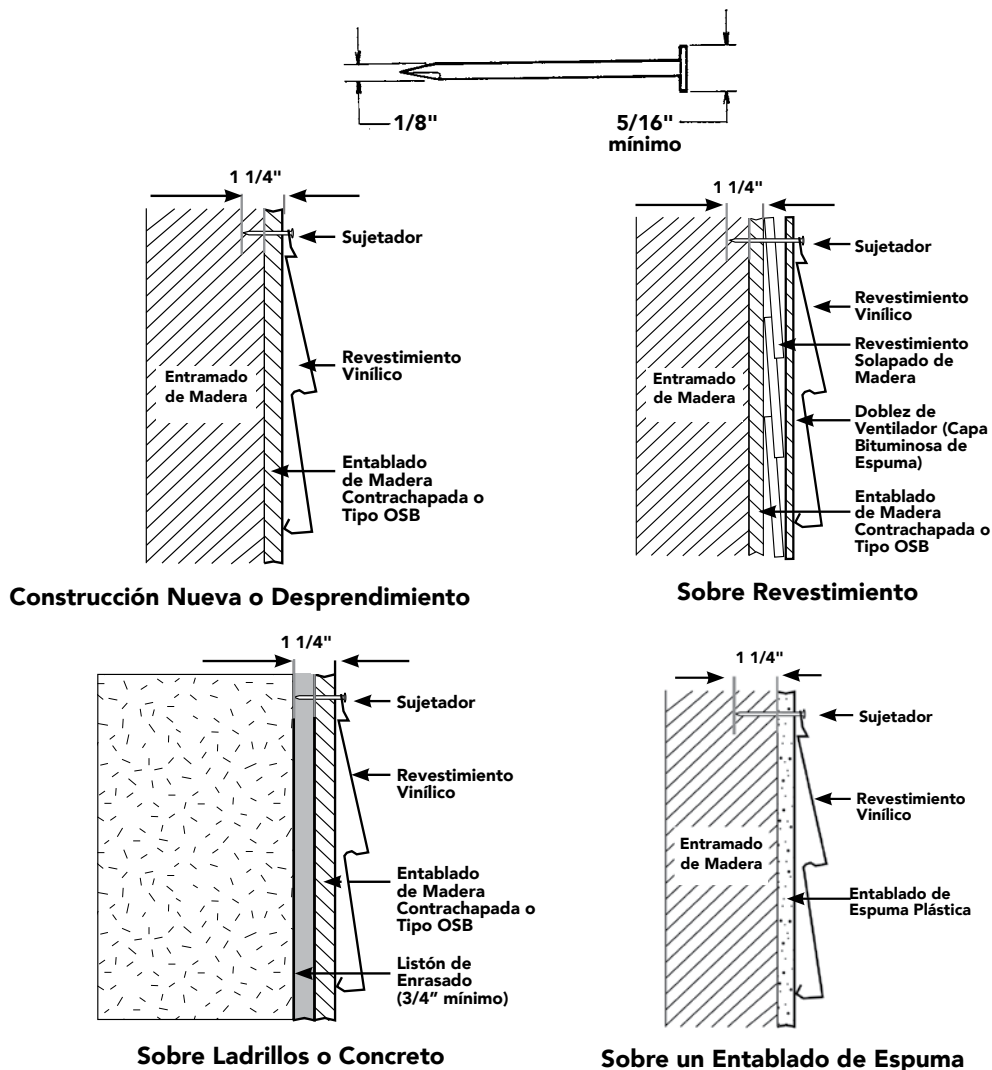 1/8"
5/16"
mínimo
1 1/4"
Sujetador
Revestimiento
Vinílico
Entramado
de Madera
Entablado
de Madera
Contrachapada o
Tipo OSB
Construcción Nueva o Desprendimiento
1 1/4"
Sujetador
Revestimiento
Vinílico
Revestimiento
Solapado de
Madera
Entramado
de Madera
Doblez de
Ventilador (Capa
Bituminosa de
Espuma)
Entablado
de Madera
Contrachapada o
Tipo OSB
Sobre Revestimiento
1 1/4"
Sujetador
Revestimiento
Vinílico
Entablado
de Madera
Contrachapada o
Tipo OSB
Listón de
Enrasado
(3/4” mínimo)
Sobre Ladrillos o Concreto
1 1/4"
Sujetador
Revestimiento
Vinílico
Entramado
de Madera
Entablado de
Espuma Plástica
Sobre un Entablado de Espuma